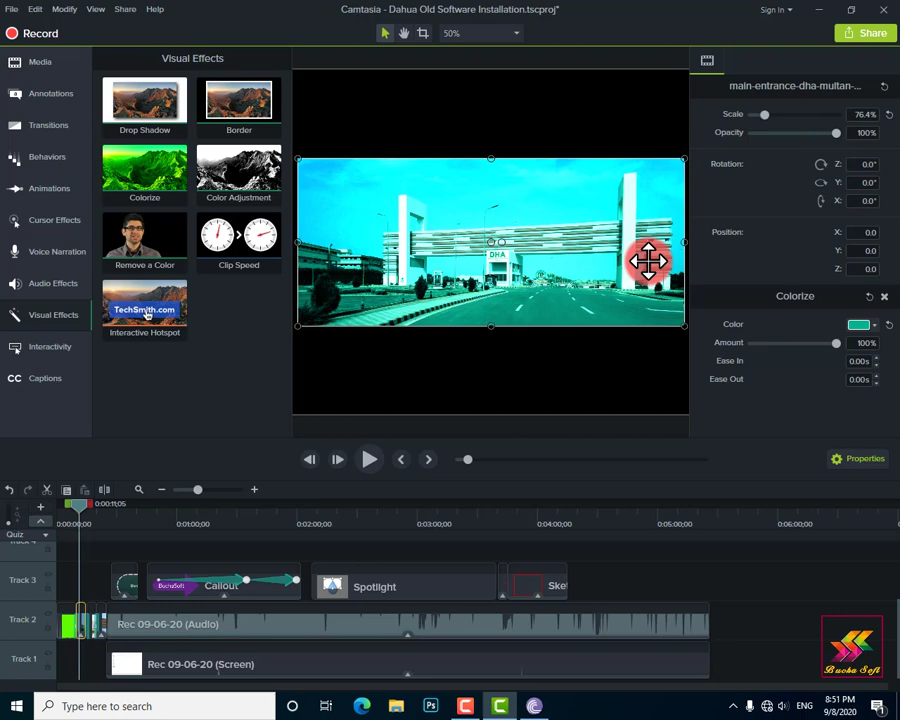 File Edit Modify View Share Help
Camtasia - Dahua Old Software Installation.tscproj*
Sign In
Record
50%
Share
Media
Annotations
Transitions
Behaviors
Animations
Cursor Effects
Voice Narration
Audio Effects
Visual Effects
Interactivity
CC Captions
Visual Effects
Drop Shadow
Border
Colorize
Color Adjustment
Remove a Color
Clip Speed
TechSmith.com
Interactive Hotspot
DHA
main-entrance-dha-multan-...
Scale 76.4%
Opacity 100%
Rotation: Z: 0.0°
Y: 0.0°
X: 0.0°
Position: X: 0.0
Y: 0.0
Z: 0.0
Colorize
Color
Amount 100%
Ease In 0.00s
Ease Out 0.00s
Properties
0:00:11;05
0:00:00;00 0:01:00;00 0:02:00;00 0:03:00;00 0:04:00;00 0:05:00;00 0:06:00;00
Quiz
Track 4
Track 3
BuchaSoft
Callout
Spotlight
Sket
Track 2
Rec 09-06-20 (Audio)
Track 1
Rec 09-06-20 (Screen)
Bucha Soft
Type here to search
Ps
ENG
8:51 PM
9/8/2020
1